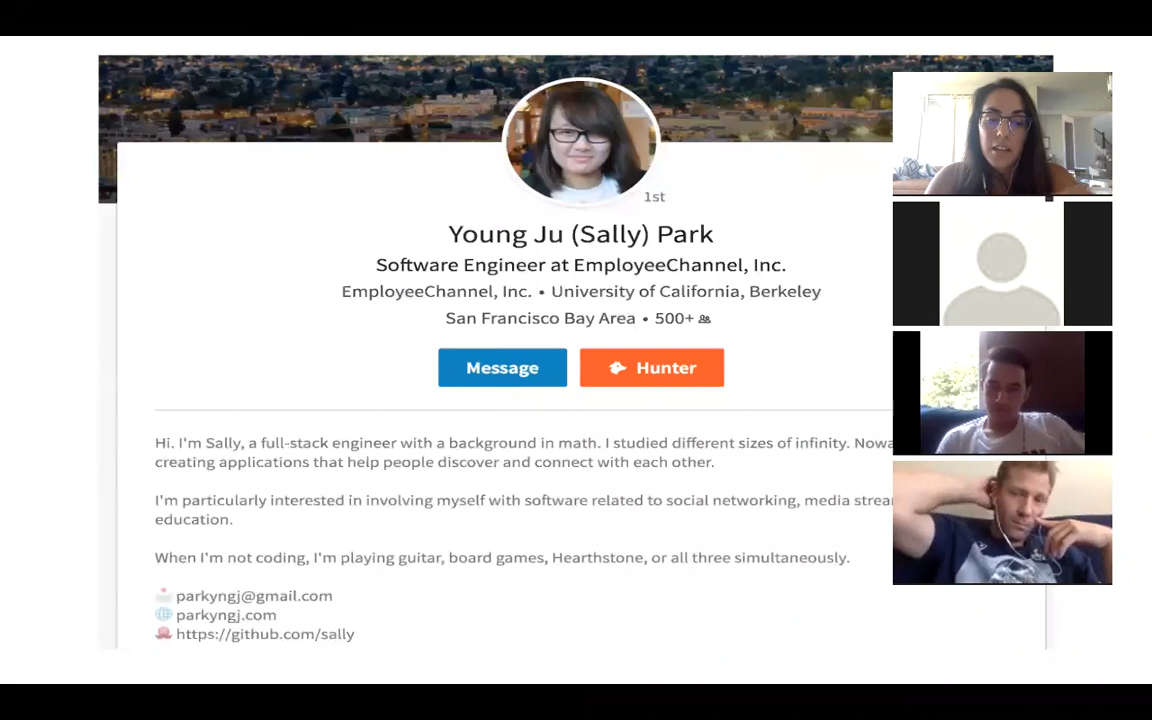 1st
Young Ju (Sally) Park
Software Engineer at EmployeeChannel, Inc.
EmployeeChannel, Inc. • University of California, Berkeley
San Francisco Bay Area • 500+
Message
Hunter
Hi. I'm Sally, a full-stack engineer with a background in math. I studied different sizes of infinity.
creating applications that help people discover and connect with each other.
I'm particularly interested in involving myself with software related to social networking, media
education.
When I'm not coding, I'm playing guitar, board games, Hearthstone, or all three simultaneously.
parkyngj@gmail.com
parkyngj.com
https://github.com/sally